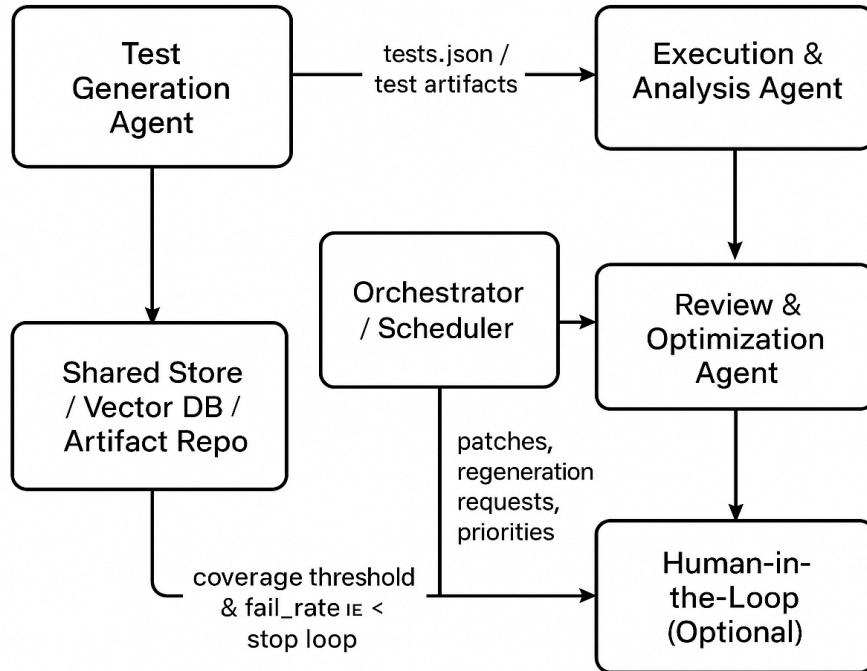 Test
Generation
Agent
tests.json /
test artifacts
Execution &
Analysis Agent
Orchestrator
/ Scheduler
Review &
Optimization
Agent
Shared Store
/ Vector DB /
Artifact Repo
patches,
regeneration
requests,
priorities
coverage threshold
& fail_rate IE <
stop loop
Human-in-
the-Loop
(Optional)